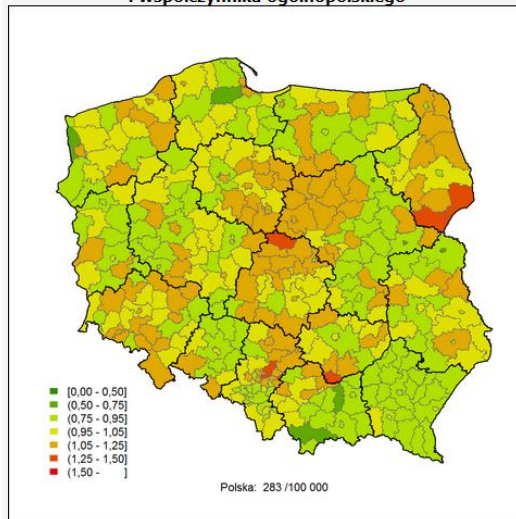 i współczynnika ogólnopolskiego
[0,00 - 0,50]
(0,50 - 0,75]
(0,75 - 0,95]
(0,95 - 1,05]
(1,05 - 1,25]
(1,25 - 1,50]
(1,50 -        ]
Polska:  283 /100 000